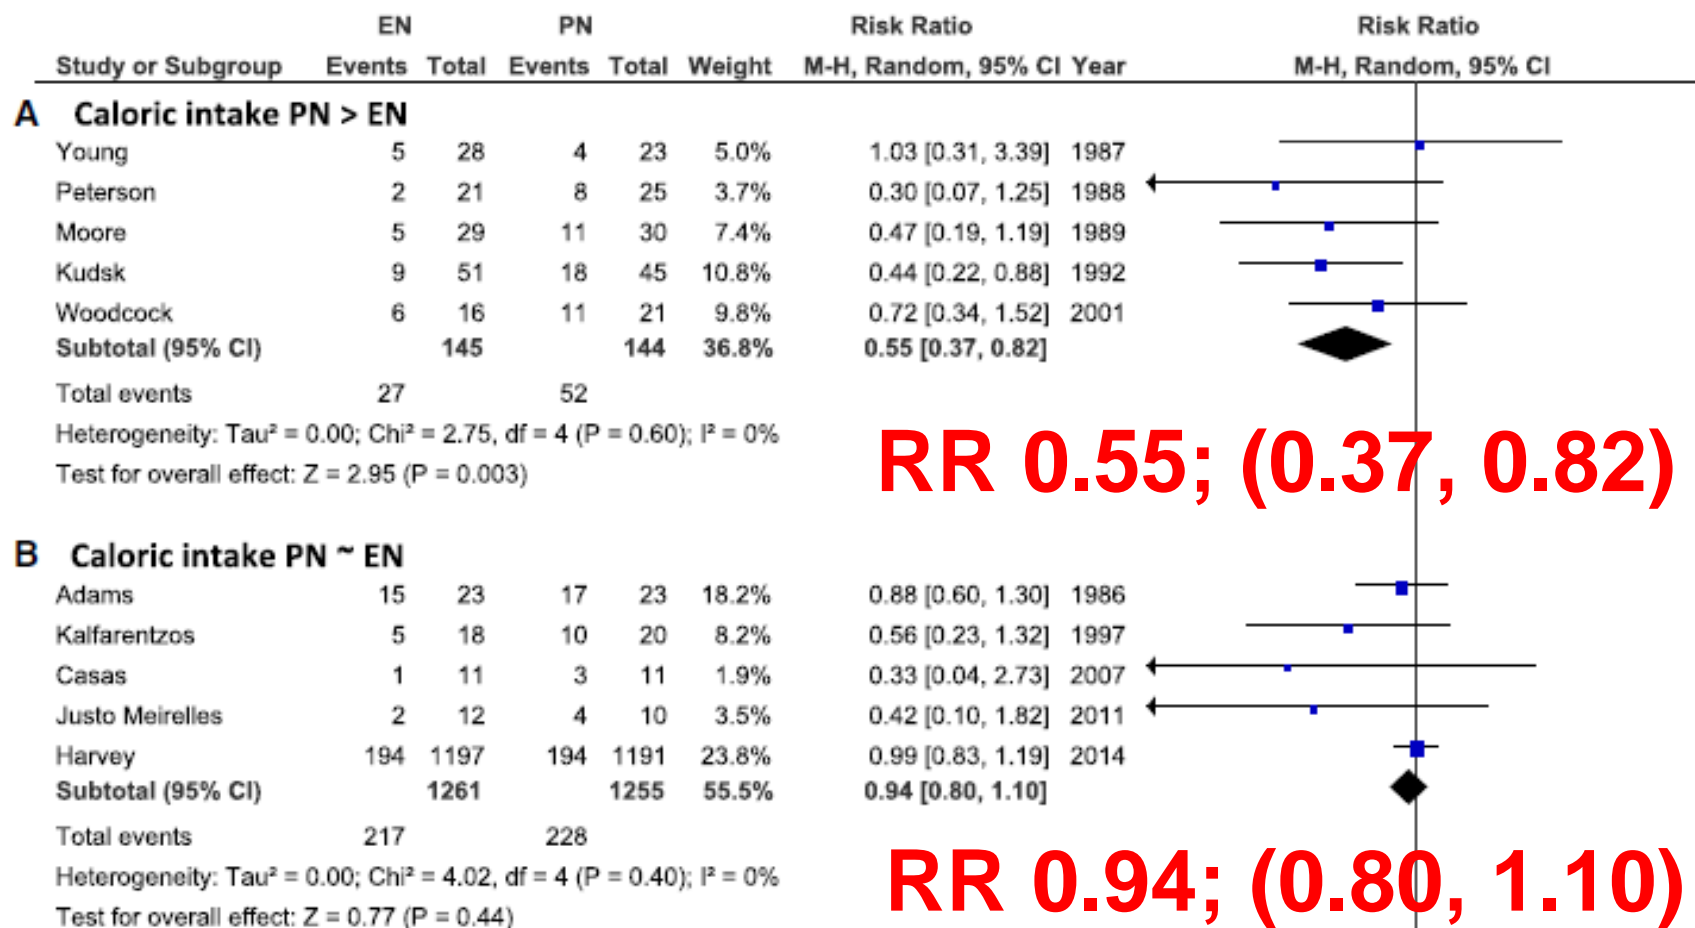 EN PN Risk Ratio Risk Ratio
Study or Subgroup Events Total Events Total Weight M-H, Random, 95% CI Year M-H, Random, 95% CI
A Caloric intake PN > EN
Young 5 28 4 23 5.0% 1.03 [0.31, 3.39] 1987
Peterson 2 21 8 25 3.7% 0.30 [0.07, 1.25] 1988
Moore 5 29 11 30 7.4% 0.47 [0.19, 1.19] 1989
Kudsk 9 51 18 45 10.8% 0.44 [0.22, 0.88] 1992
Woodcock 6 16 11 21 9.8% 0.72 [0.34, 1.52] 2001
Subtotal (95% CI) 145 144 36.8% 0.55 [0.37, 0.82]
Total events 27 52
Heterogeneity: Tau² = 0.00; Chi² = 2.75, df = 4 (P = 0.60); I² = 0%
Test for overall effect: Z = 2.95 (P = 0.003)
RR 0.55; (0.37, 0.82)
B Caloric intake PN ~ EN
Adams 15 23 17 23 18.2% 0.88 [0.60, 1.30] 1986
Kalfarentzos 5 18 10 20 8.2% 0.56 [0.23, 1.32] 1997
Casas 1 11 3 11 1.9% 0.33 [0.04, 2.73] 2007
Justo Meirelles 2 12 4 10 3.5% 0.42 [0.10, 1.82] 2011
Harvey 194 1197 194 1191 23.8% 0.99 [0.83, 1.19] 2014
Subtotal (95% CI) 1261 1255 55.5% 0.94 [0.80, 1.10]
Total events 217 228
Heterogeneity: Tau² = 0.00; Chi² = 4.02, df = 4 (P = 0.40); I² = 0%
Test for overall effect: Z = 0.77 (P = 0.44)
RR 0.94; (0.80, 1.10)